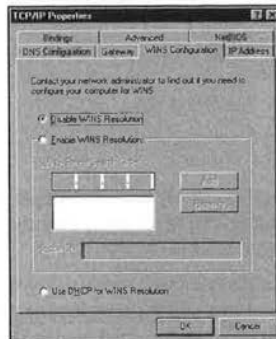 TCP/IP Properties
Bindings Advanced NetBIOS
DNS Configuration Gateway WINS Configuration IP Address
Contact your network administrator to find out if you need to
configure your computer for WINS.
Disable WINS Resolution
Enable WINS Resolution
Use DHCP for WINS Resolution
OK Cancel